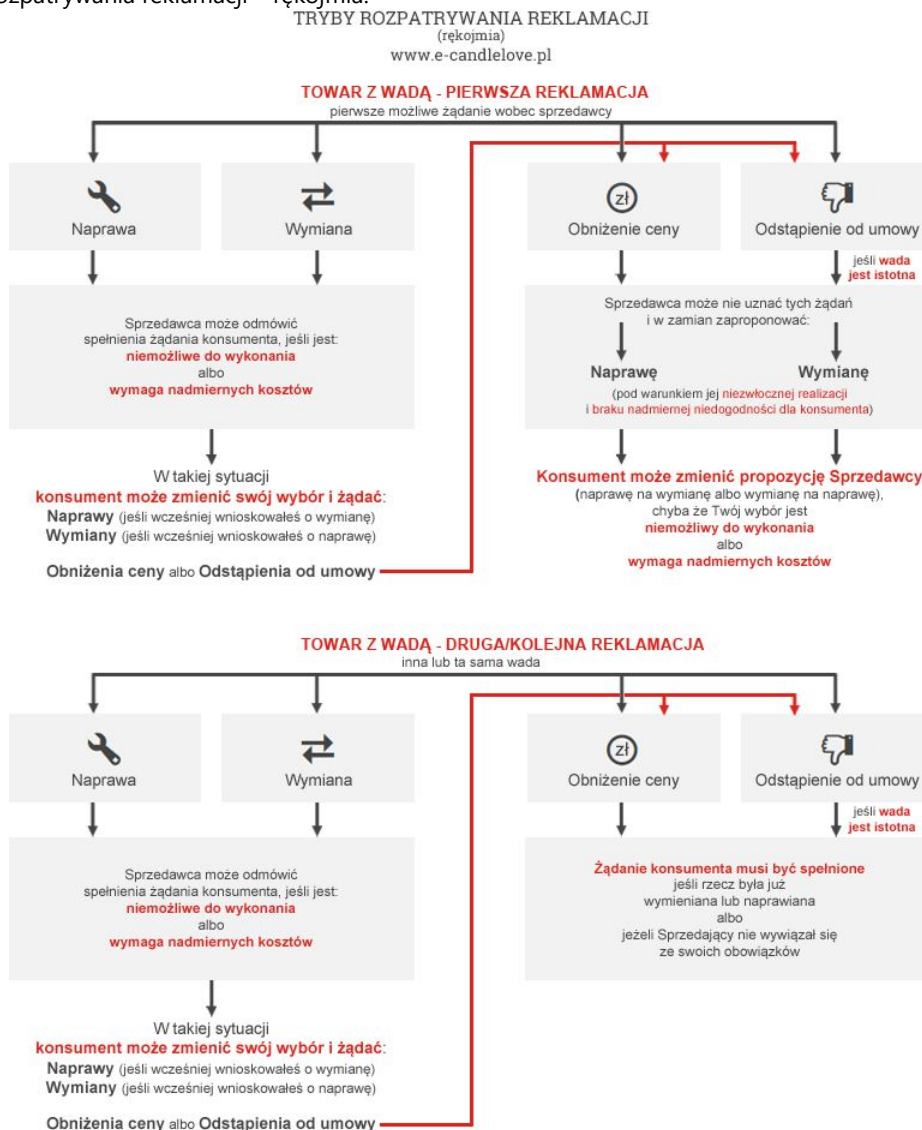 ozpatrywania reklamacji – rękojmia.
TRYBY ROZPATRYWANIA REKLAMACJI
(rękojmia)
www.e-candlelove.pl
TOWAR Z WADĄ - PIERWSZA REKLAMACJA
pierwsze możliwe żądanie wobec sprzedawcy
Naprawa
Wymiana
Obniżenie ceny
Odstąpienie od umowy
jeśli wada
jest istotna
Sprzedawca może odmówić
spełnienia żądania konsumenta, jeśli jest:
niemożliwe do wykonania
albo
wymaga nadmiernych kosztów
Sprzedawca może nie uznać tych żądań
i w zamian zaproponować:
Naprawę
Wymianę
(pod warunkiem jej niezwłocznej realizacji
i braku nadmiernej niedogodności dla konsumenta)
W takiej sytuacji
konsument może zmienić swój wybór i żądać:
Naprawy (jeśli wcześniej wnioskowałeś o wymianę)
Wymiany (jeśli wcześniej wnioskowałeś o naprawę)
Obniżenia ceny albo Odstąpienia od umowy
Konsument może zmienić propozycję Sprzedawcy
(naprawę na wymianę albo wymianę na naprawę),
chyba że Twój wybór jest
niemożliwy do wykonania
albo
wymaga nadmiernych kosztów
TOWAR Z WADĄ - DRUGA/KOLEJNA REKLAMACJA
inna lub ta sama wada
Naprawa
Wymiana
Obniżenie ceny
Odstąpienie od umowy
jeśli wada
jest istotna
Sprzedawca może odmówić
spełnienia żądania konsumenta, jeśli jest:
niemożliwe do wykonania
albo
wymaga nadmiernych kosztów
Żądanie konsumenta musi być spełnione
jeśli rzecz była już
wymieniana lub naprawiana
albo
jeżeli Sprzedający nie wywiązał się
ze swoich obowiązków
W takiej sytuacji
konsument może zmienić swój wybór i żądać:
Naprawy (jeśli wcześniej wnioskowałeś o wymianę)
Wymiany (jeśli wcześniej wnioskowałeś o naprawę)
Obniżenia ceny albo Odstąpienia od umowy